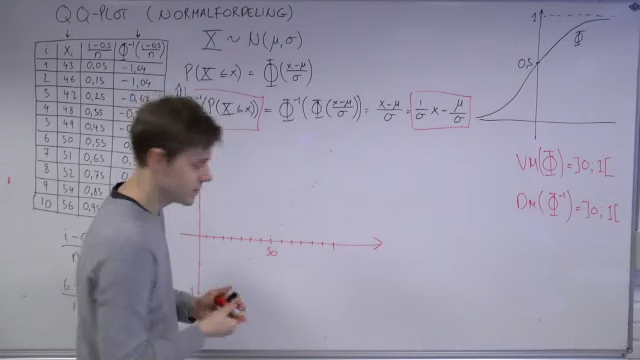 QQ-PLOT (NORMALFORDELING)
i xᵢ (i-0.5)/n Φ⁻¹((i-0.5)/n)
1 43 0,05
2 46 0,15 -1,04
3 47 0,25 -0,67
4 48 0,35
5 49 0,45
6 50 0,55
7 51 0,65
8 52 0,75
9 54 0,85
10 56
X ~ N(μ,σ)
P(X ≤ x) = Φ((x-μ)/σ)
(P(X ≤ x)) = Φ⁻¹(Φ((x-μ)/σ)) = (x-μ)/σ = 1/σ x - μ/σ
50
1
Φ
0,5
VM(Φ) = ]0;1[
DM(Φ⁻¹) = ]0;1[